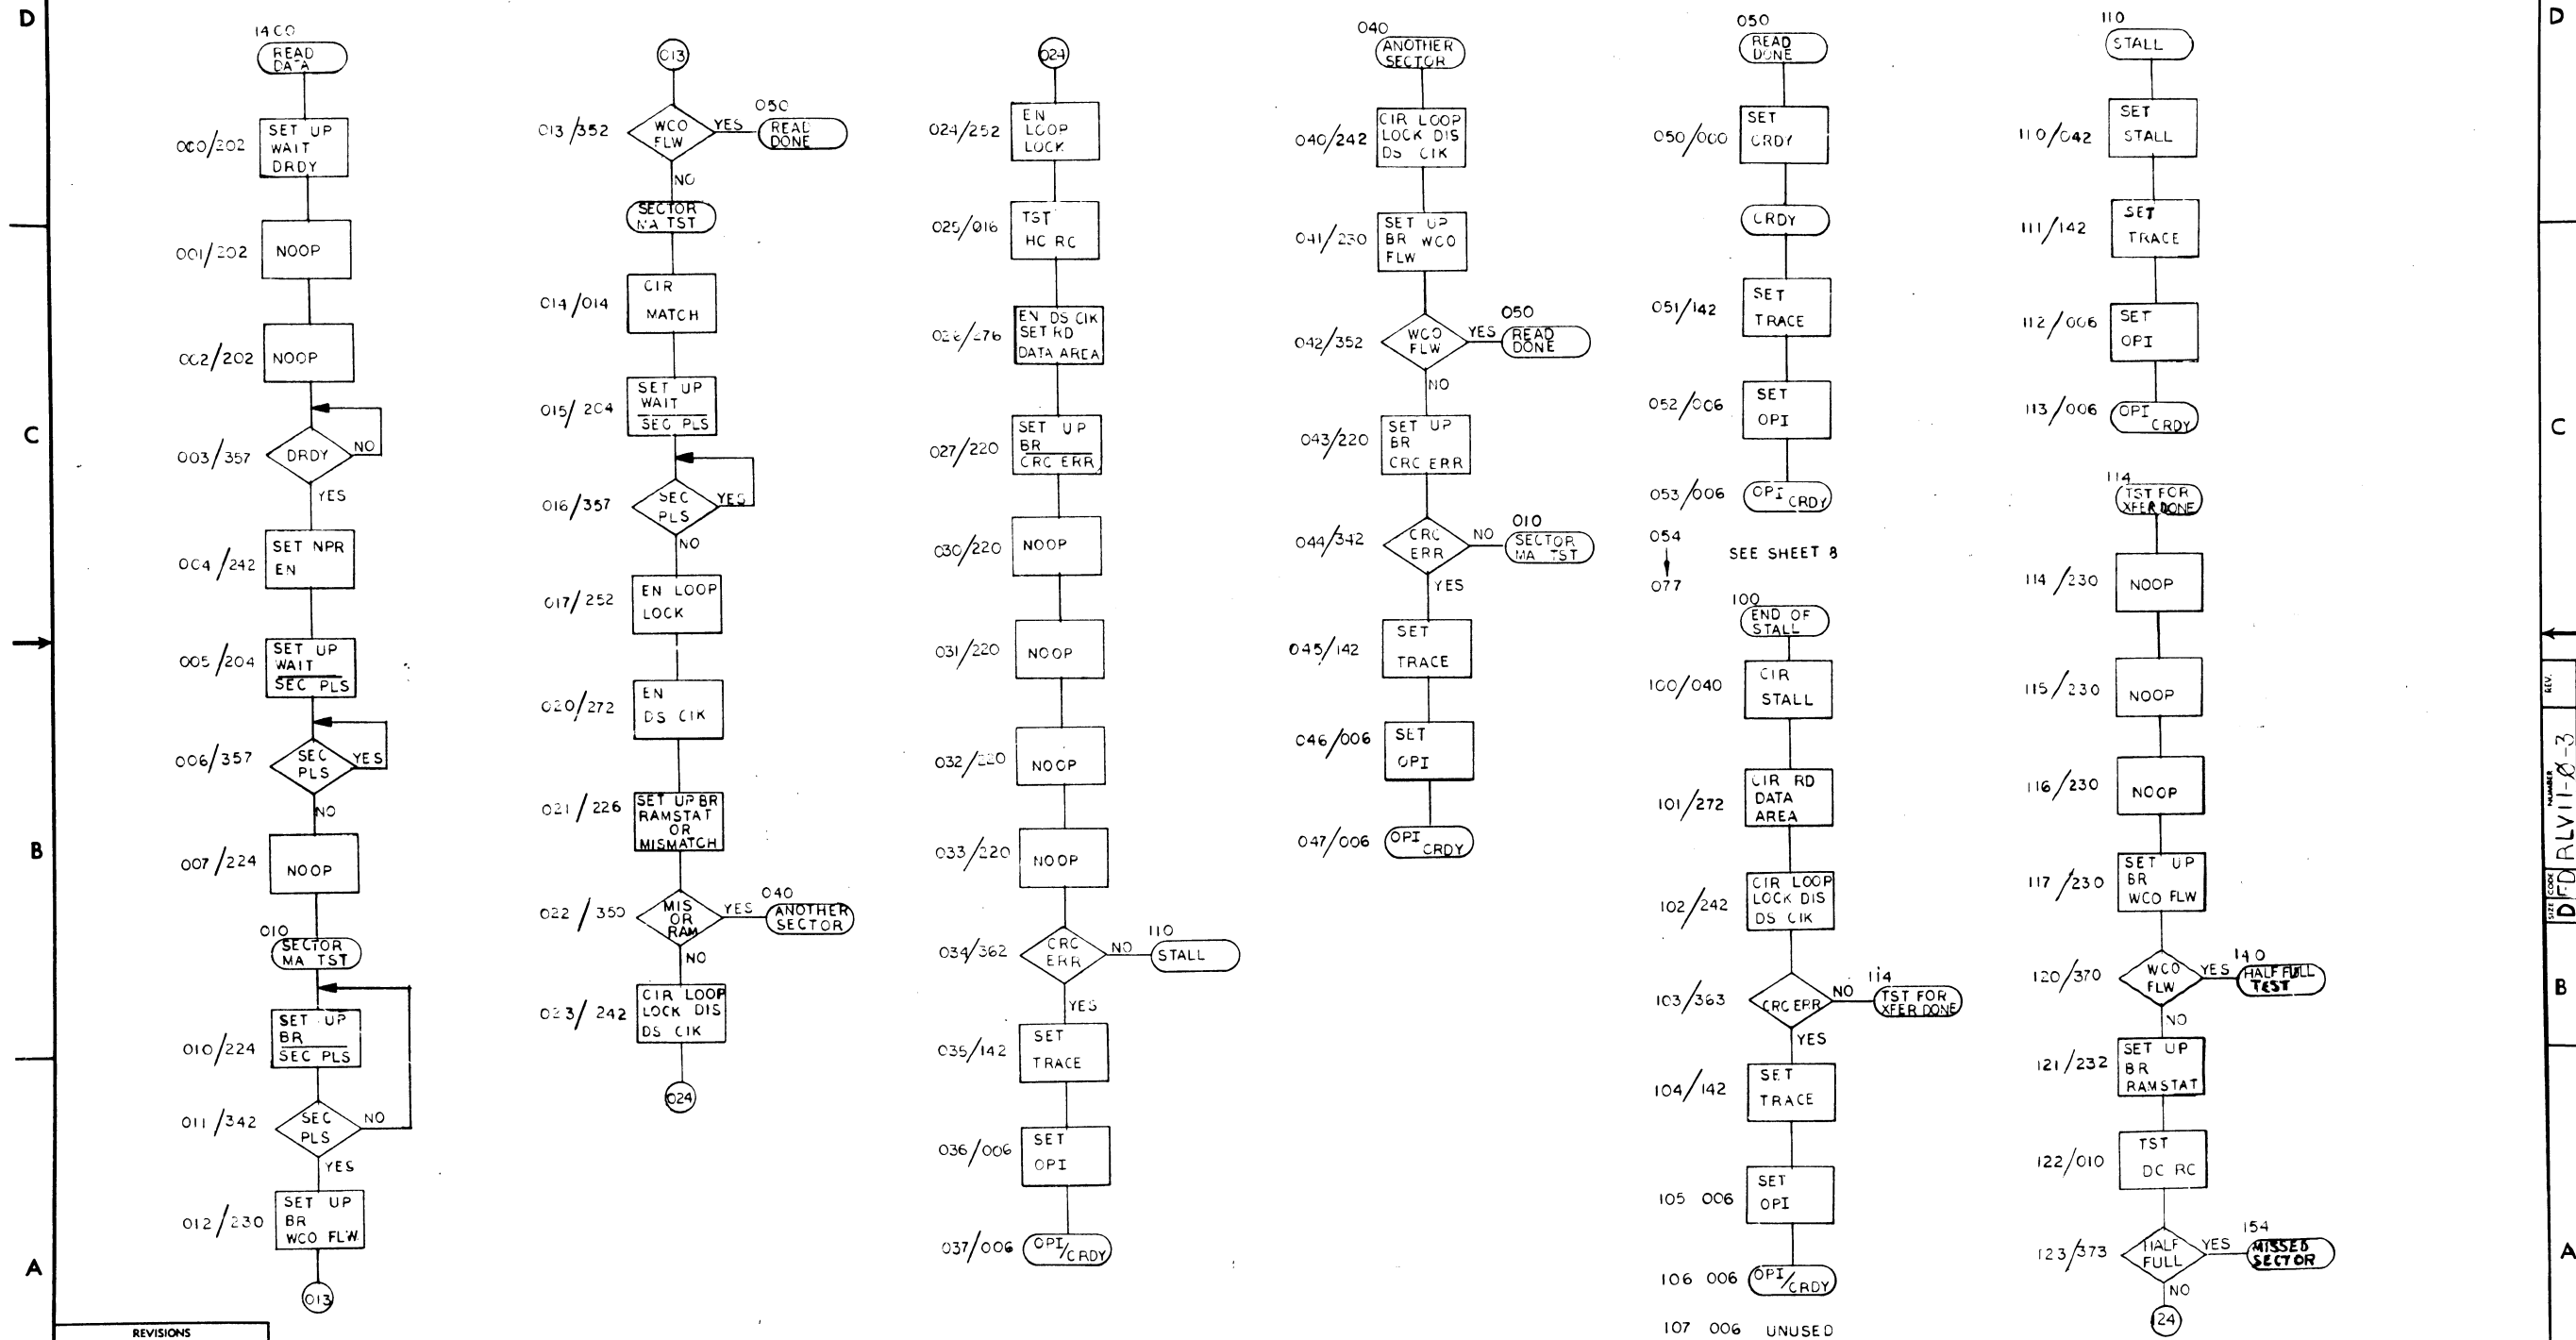 D
14 C0
READ
DATA
000/202
SET UP
WAIT
DRDY
001/202
NOOP
002/202
NOOP
003/357
DRDY
NO
YES
004/242
SET NPR
EN
005/204
SET UP
WAIT
SEC PLS
006/357
SEC
PLS
YES
NO
007/224
NOOP
010
SECTOR
MA TST
010/224
SET UP
BR
SEC PLS
011/342
SEC
PLS
NO
YES
012/230
SET UP
BR
WCO FLW
013
013
013/352
WCO
FLW
YES
050
READ
DONE
NO
SECTOR
MA TST
014/014
CIR
MATCH
015/204
SET UP
WAIT
SEC PLS
016/357
SEC
PLS
YES
NO
017/252
EN LOOP
LOCK
020/272
EN
DS CIK
021/226
SET UP BR
RAMSTAT
OR
MISMATCH
022/350
MIS
OR
RAM
YES
040
ANOTHER
SECTOR
NO
023/242
CIR LOOP
LOCK DIS
DS CIK
024
024
024/252
EN
LOOP
LOCK
025/016
TST
HC RC
026/276
EN DS CIK
SET RD
DATA AREA
027/220
SET UP
BR
CRC ERR
030/220
NOOP
031/220
NOOP
032/220
NOOP
033/220
NOOP
034/362
CRC
ERR
NO
110
STALL
YES
035/142
SET
TRACE
036/006
SET
OPI
037/006
OPI/CRDY
040
ANOTHER
SECTOR
040/242
CIR LOOP
LOCK DIS
DS CIK
041/230
SET UP
BR WCO
FLW
042/352
WCO
FLW
YES
050
READ
DONE
NO
043/220
SET UP
BR
CRC ERR
044/342
CRC
ERR
NO
010
SECTOR
MA TST
YES
045/142
SET
TRACE
046/006
SET
OPI
047/006
OPI CRDY
050
READ
DONE
050/000
SET
CRDY
CRDY
051/142
SET
TRACE
052/006
SET
OPI
053/006
OPI CRDY
054
SEE SHEET 8
077
100
END OF
STALL
100/040
CIR
STALL
101/272
CIR RD
DATA
AREA
102/242
CIR LOOP
LOCK DIS
DS CIK
103/363
CRC ERR
NO
114
TST FOR
XFER DONE
YES
104/142
SET
TRACE
105 006
SET
OPI
106 006
OPI/CRDY
107 006 UNUSED
110
STALL
110/042
SET
STALL
111/142
SET
TRACE
112/006
SET
OPI
113/006
OPI CRDY
114
TST FOR
XFER DONE
114/230
NOOP
115/230
NOOP
116/230
NOOP
117/230
SET UP
BR
WCO FLW
120/370
WCO
FLW
YES
140
HALF FULL
TEST
NO
121/232
SET UP
BR
RAMSTAT
122/010
TST
DC RC
123/373
HALF
FULL
YES
154
MISSED
SECTOR
NO
124
D
C
B
A
C
B
A
REV.
NUMBER
RLV11-Ø-3
SIZE
CODE
D
FD
REVISIONS